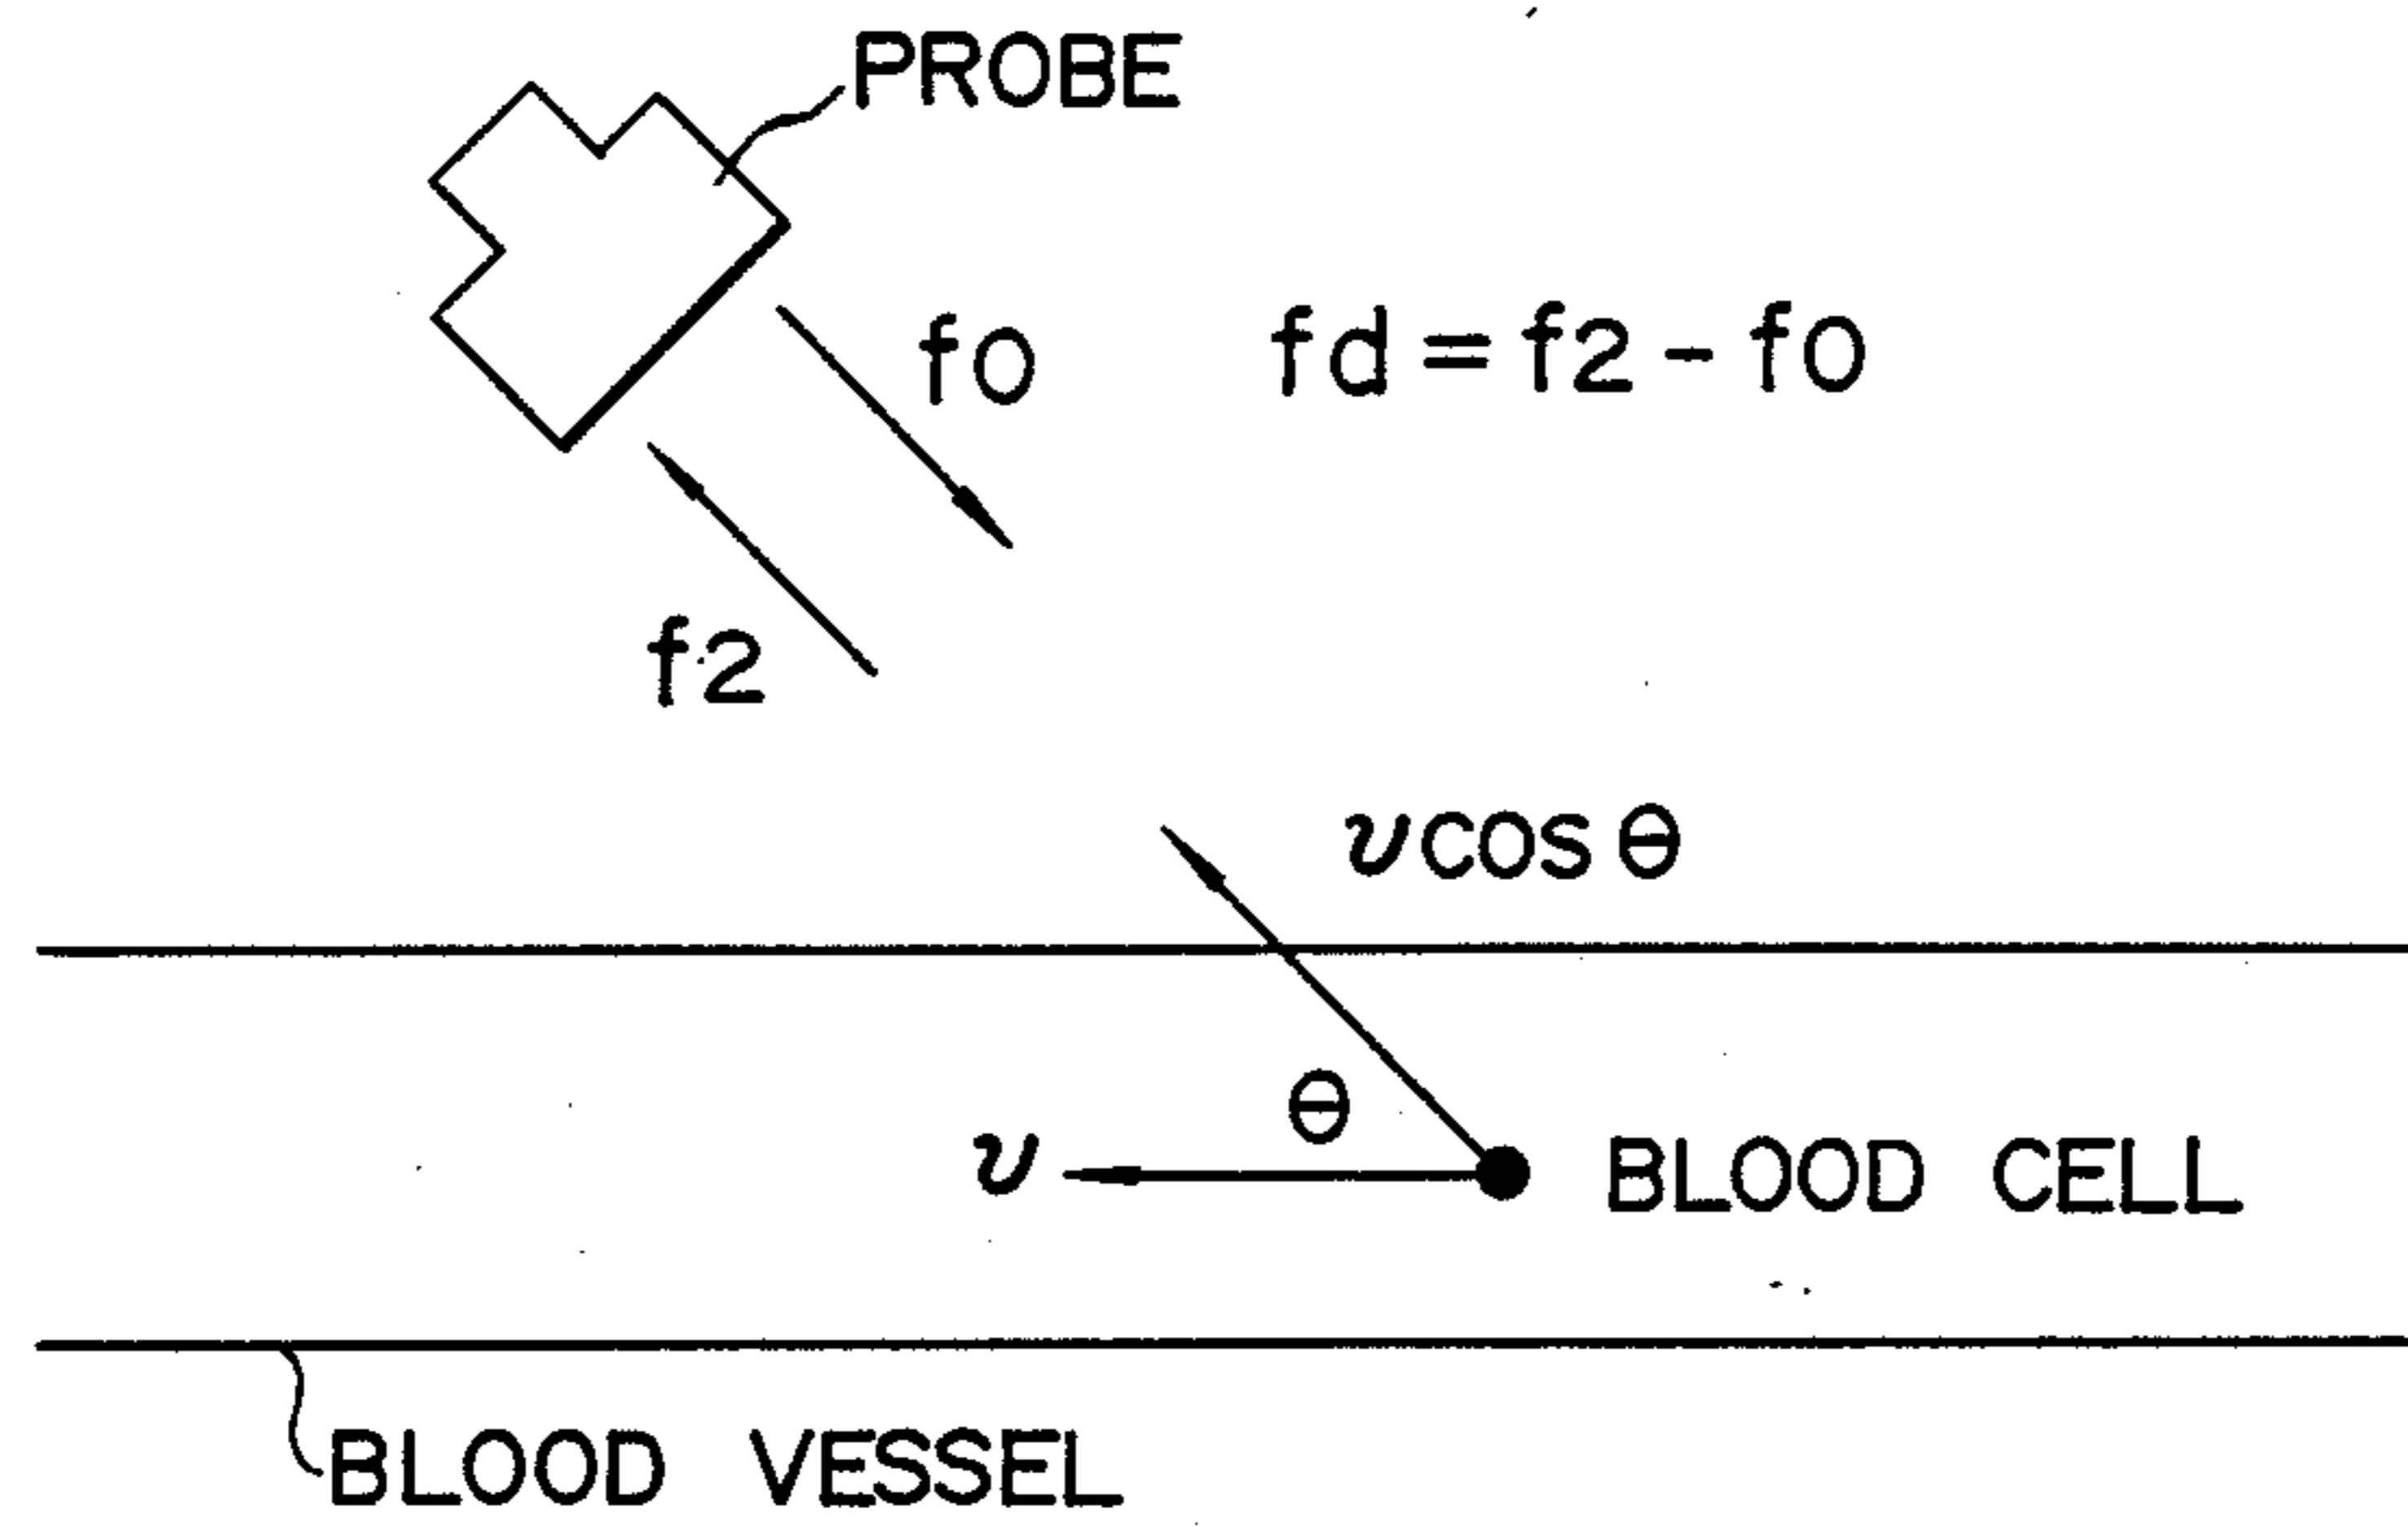 PROBE
f0
fd = f2 - f0
f2
v cos θ
θ
v
BLOOD CELL
BLOOD VESSEL